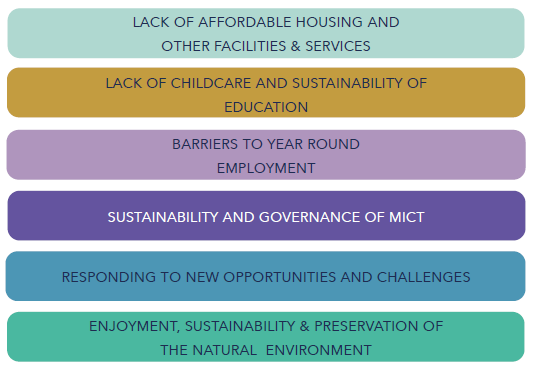 LACK OF AFFORDABLE HOUSING AND
OTHER FACILITIES & SERVICES
LACK OF CHILDCARE AND SUSTAINABILITY OF
EDUCATION
BARRIERS TO YEAR ROUND
EMPLOYMENT
SUSTAINABILITY AND GOVERNANCE OF MICT
RESPONDING TO NEW OPPORTUNITIES AND CHALLENGES
ENJOYMENT, SUSTAINABILITY & PRESERVATION OF
THE NATURAL ENVIRONMENT